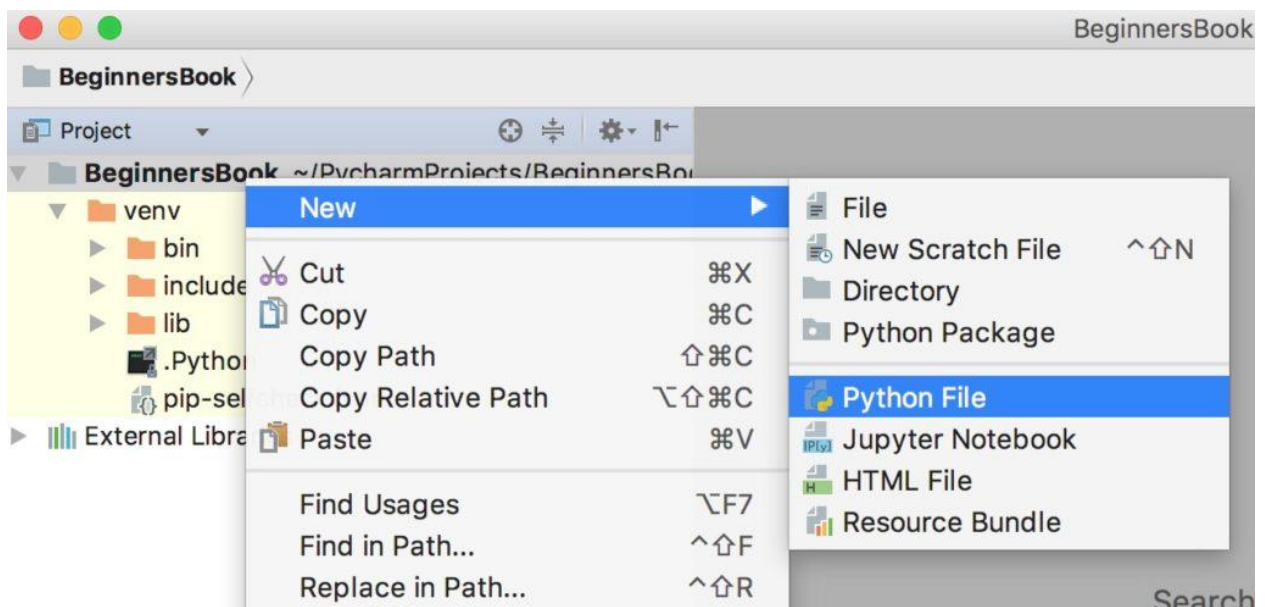 BeginnersBook
BeginnersBook
Project
BeginnersBook ~/PycharmProjects/BeginnersBo
venv
bin
include
lib
.Python
pip-sel
External Libra
New
Cut ⌘X
Copy ⌘C
Copy Path ⇧⌘C
Copy Relative Path ⌥⇧⌘C
Paste ⌘V
Find Usages ⌥F7
Find in Path... ^⇧F
Replace in Path... ^⇧R
File
New Scratch File ^⇧N
Directory
Python Package
Python File
IP[y] Jupyter Notebook
H HTML File
Resource Bundle
Search